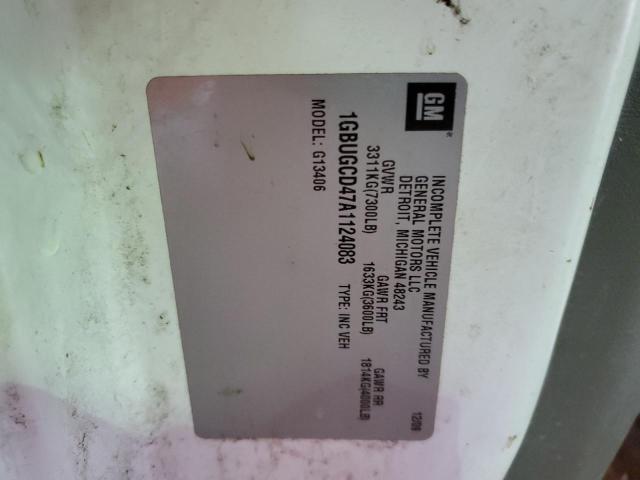 GM
INCOMPLETE VEHICLE MANUFACTURED BY
GENERAL MOTORS LLC
DETROIT, MICHIGAN 48243
12/09
GVWR GAWR FRT GAWR RR
3311KG(7300LB) 1633KG(3600LB) 1814KG(4000LB)
1GBUGCD47A1124083 TYPE: INC VEH
MODEL: G13406